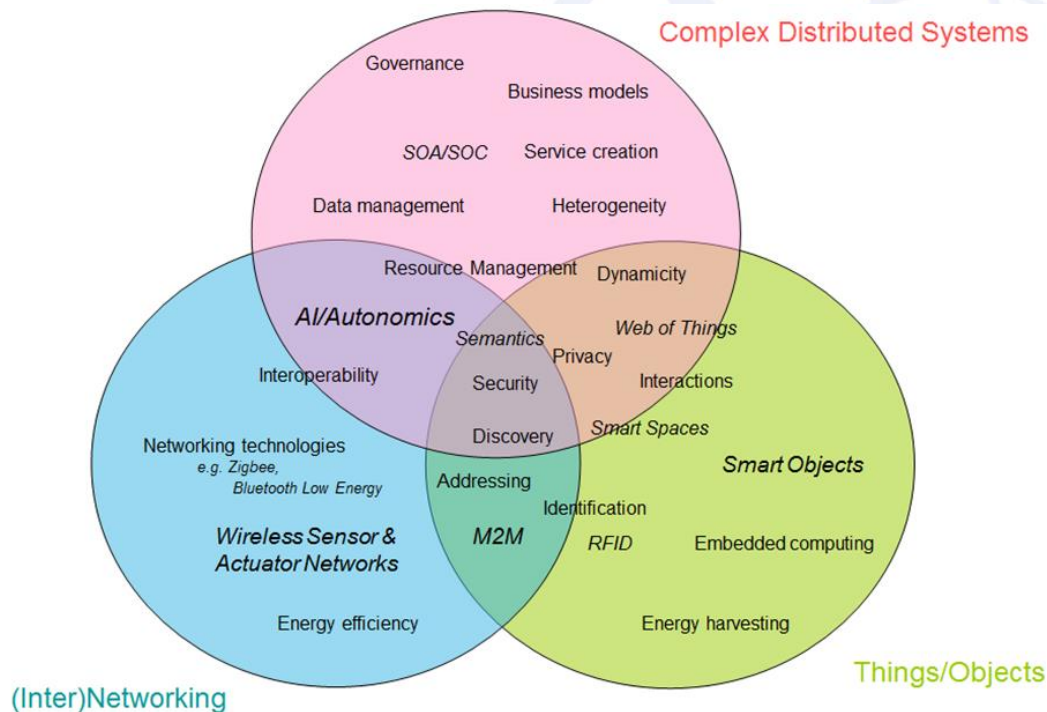 Complex Distributed Systems
Governance
Business models
SOA/SOC
Service creation
Data management
Heterogeneity
Resource Management
Dynamicity
AI/Autonomics
Semantics
Web of Things
Privacy
Interoperability
Security
Interactions
Networking technologies
e.g. Zigbee,
Bluetooth Low Energy
Discovery
Smart Spaces
Smart Objects
Addressing
Identification
Wireless Sensor &
Actuator Networks
M2M
RFID
Embedded computing
Energy efficiency
Energy harvesting
Things/Objects
(Inter)Networking